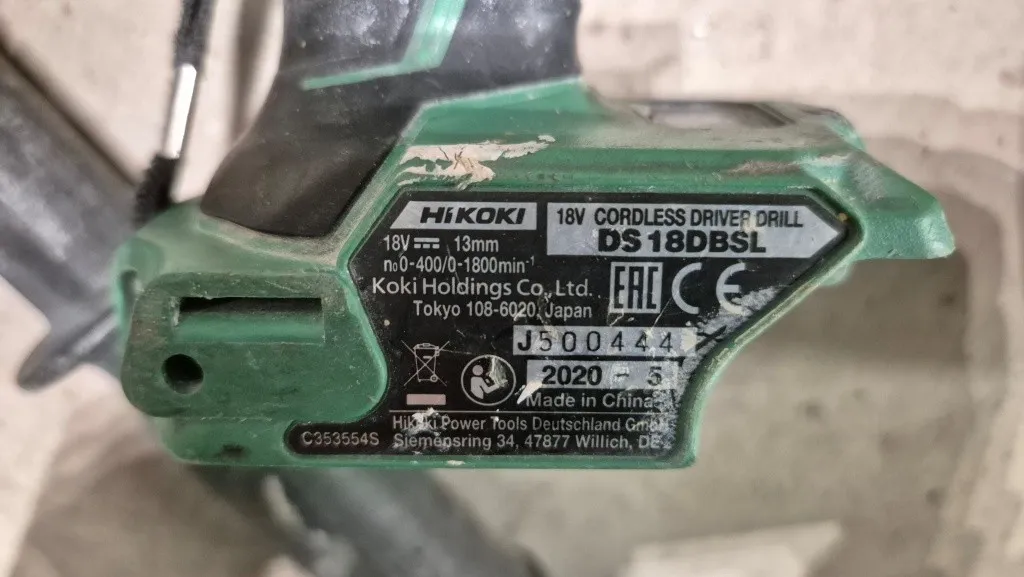 HiKOKI
18V CORDLESS DRIVER DRILL
DS 18DBSL
18V 13mm
n₀0-400/0-1800min⁻¹
Koki Holdings Co., Ltd.
Tokyo 108-6020, Japan
EAC CE
J500444
2020 - 5
Made in China
HiKoki Power Tools Deutschland GmbH
Siemensring 34, 47877 Willich, DE
C353554S